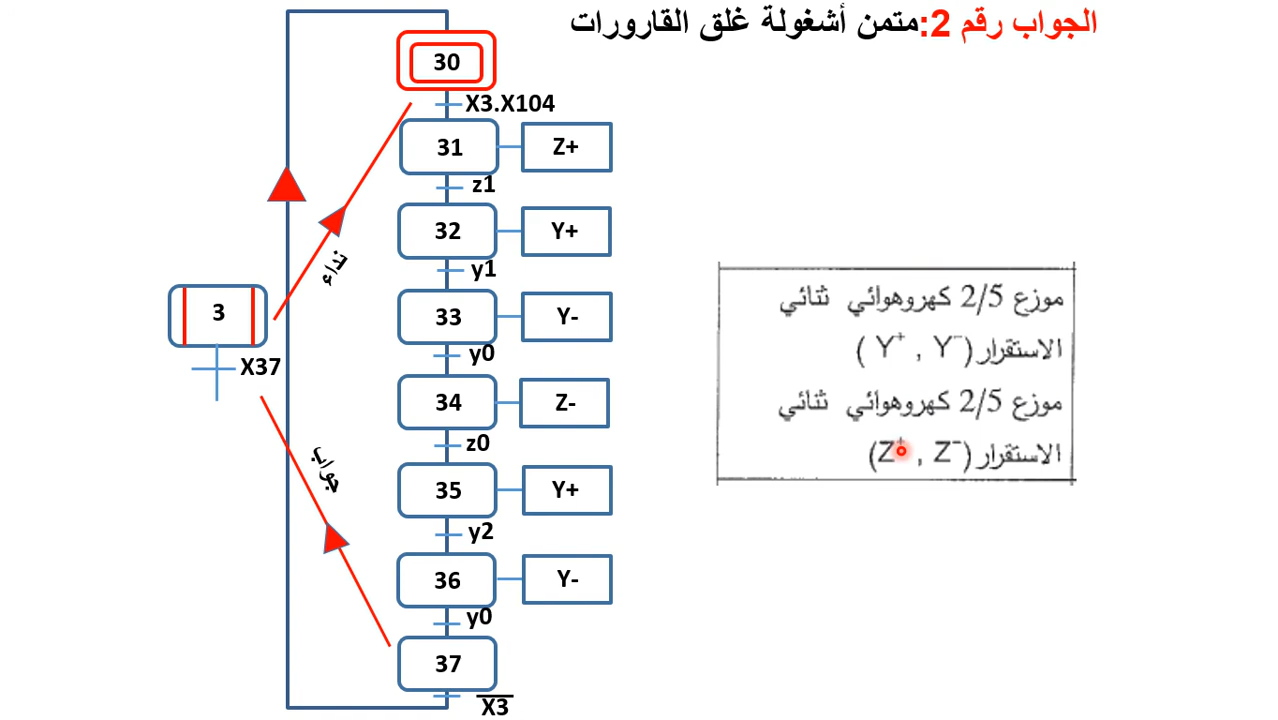 الجواب رقم 2:متمن أشغولة غلق القارورات
30
X3.X104
31
Z+
z1
32
Y+
y1
33
Y-
y0
34
Z-
z0
35
Y+
y2
36
Y-
y0
37
X3
3
X37
نداء
جواب
موزع 2/5 كهروهوائي ثنائي
الاستقرار (Y⁺ , Y⁻)
موزع 2/5 كهروهوائي ثنائي
الاستقرار (Z⁺ , Z⁻)